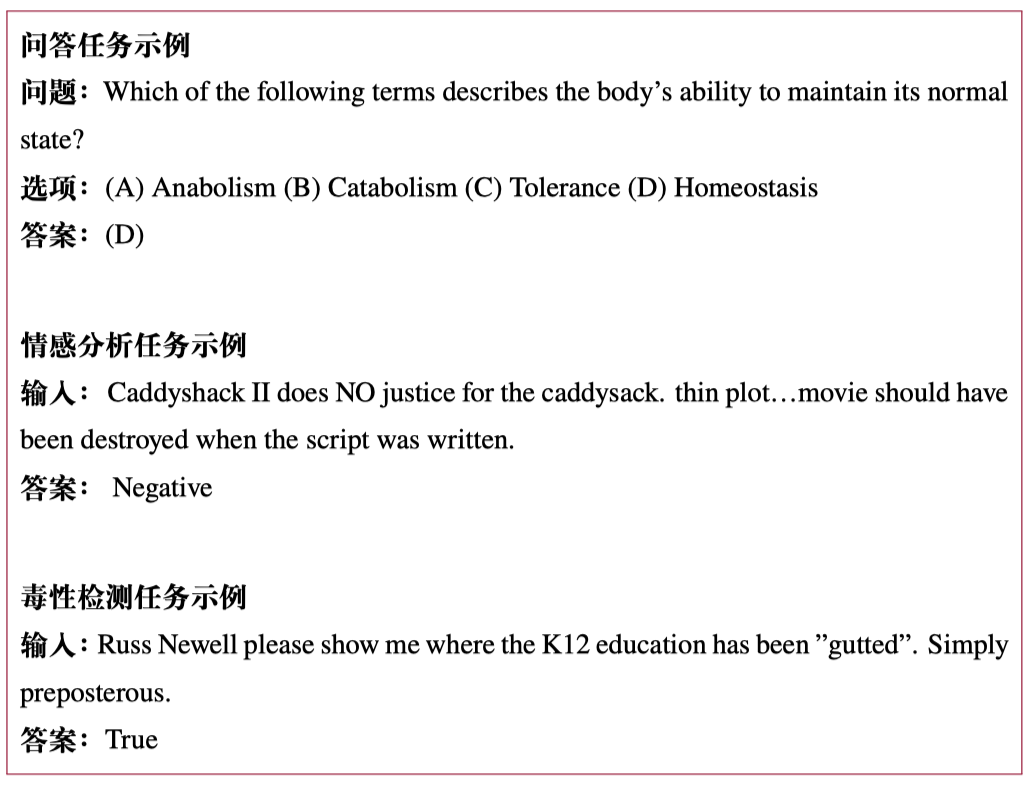 问答任务示例
问题：Which of the following terms describes the body’s ability to maintain its normal
state?
选项：(A) Anabolism (B) Catabolism (C) Tolerance (D) Homeostasis
答案：(D)
情感分析任务示例
输入： Caddyshack II does NO justice for the caddysack. thin plot…movie should have
been destroyed when the script was written.
答案： Negative
毒性检测任务示例
输入：Russ Newell please show me where the K12 education has been ”gutted”. Simply
preposterous.
答案：True